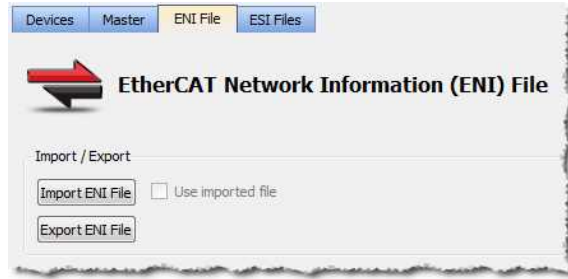 Devices Master ENI File ESI Files
EtherCAT Network Information (ENI) File
Import / Export
Import ENI File Use imported file
Export ENI File